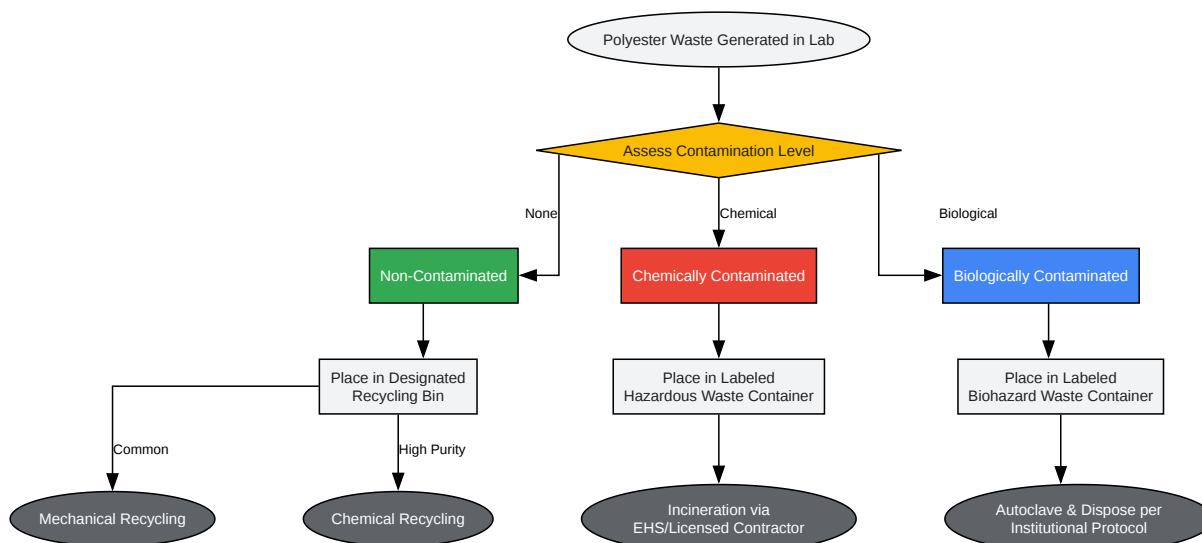 Polyester Waste Generated in Lab
Assess Contamination Level
None
Chemical
Biological
Non-Contaminated
Chemically Contaminated
Biologically Contaminated
Place in Designated
Recycling Bin
Place in Labeled
Hazardous Waste Container
Place in Labeled
Biohazard Waste Container
Common
High Purity
Mechanical Recycling
Chemical Recycling
Incineration via
EHS/Licensed Contractor
Autoclave & Dispose per
Institutional Protocol